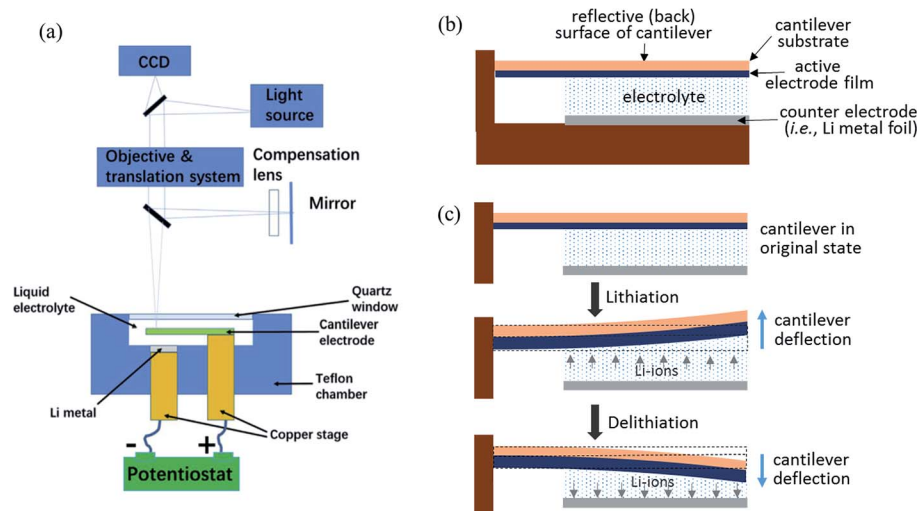 (a)
CCD
Light
source
Objective &
translation system
Compensation
lens
Mirror
Liquid
electrolyte
Quartz
window
Cantilever
electrode
Teflon
chamber
Li metal
Copper stage
-
+
Potentiostat
(b)
reflective (back)
surface of cantilever
cantilever
substrate
active
electrode film
electrolyte
counter electrode
(i.e., Li metal foil)
(c)
cantilever in
original state
Lithiation
cantilever
deflection
Li-ions
Delithiation
cantilever
deflection
Li-ions